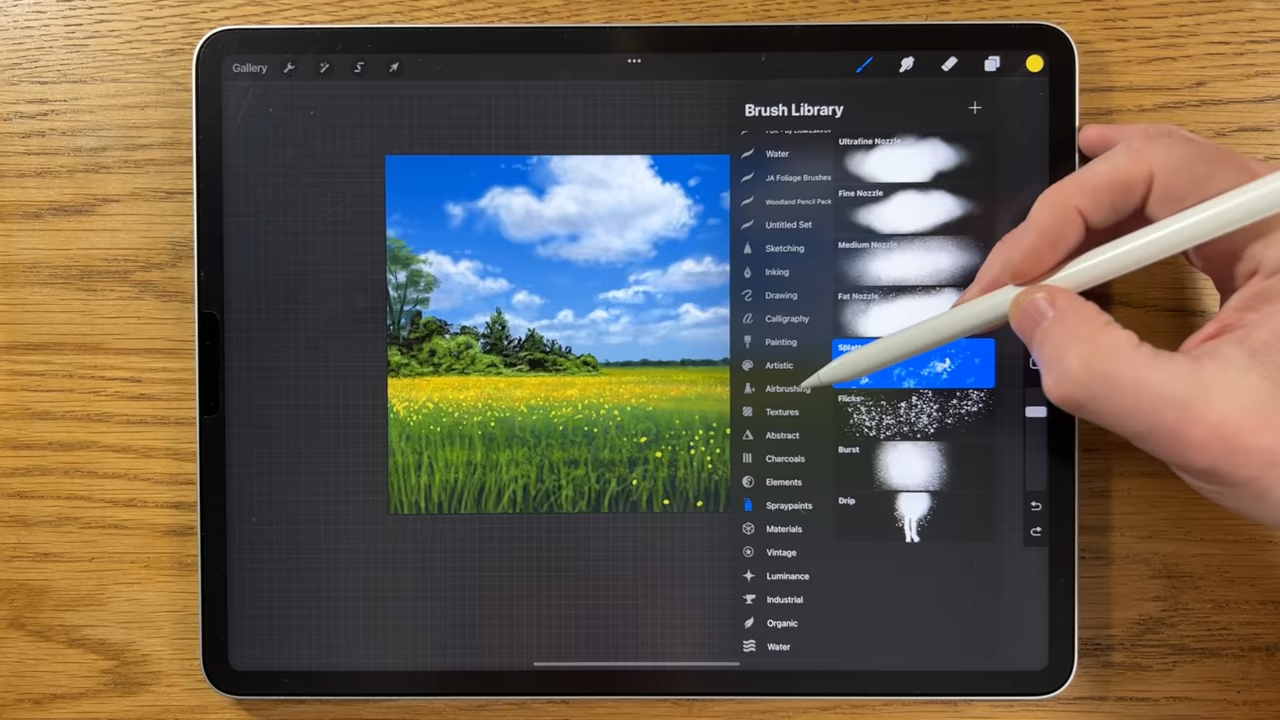 Gallery
Brush Library
Water
JA Foliage Brushes
Woodland Pencil Pack
Untitled Set
Sketching
Inking
Drawing
Calligraphy
Painting
Artistic
Airbrushing
Textures
Abstract
Charcoals
Elements
Spraypaints
Materials
Vintage
Luminance
Industrial
Organic
Water
Ultrafine Nozzle
Fine Nozzle
Medium Nozzle
Fat Nozzle
Flicks
Burst
Drip